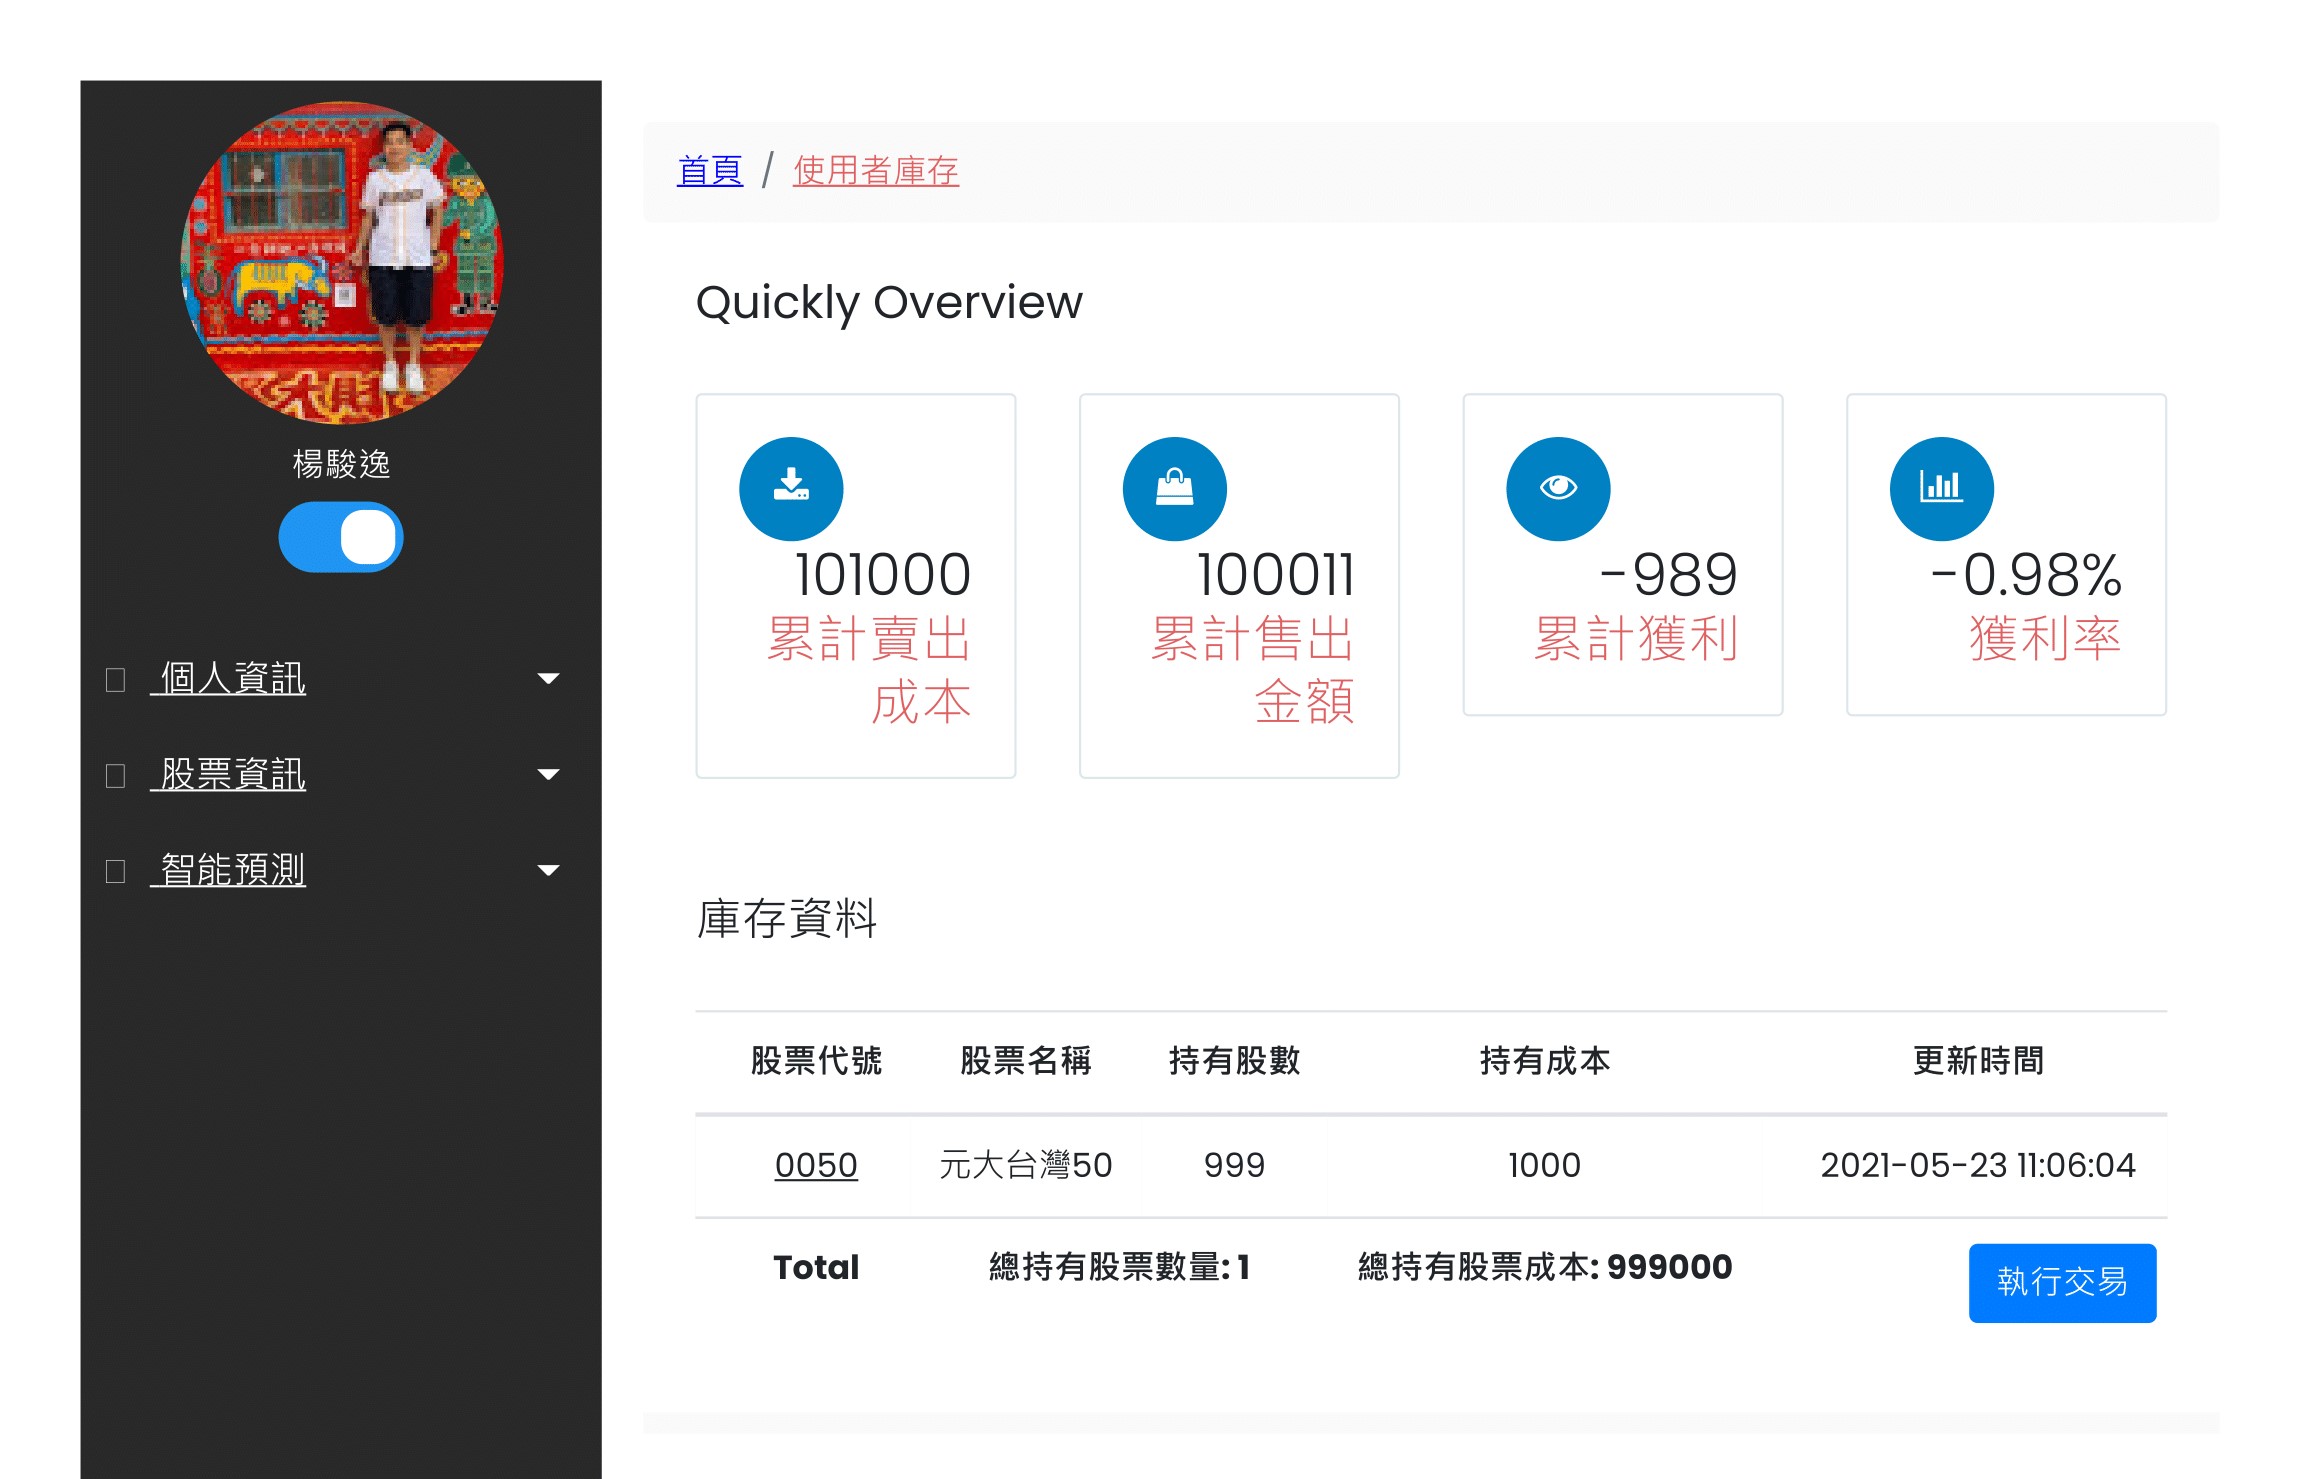 楊駿逸
個人資訊
股票資訊
智能預測
首頁 / 使用者庫存
Quickly Overview
101000
累計賣出
成本
100011
累計售出
金額
-989
累計獲利
-0.98%
獲利率
庫存資料
股票代號 股票名稱 持有股數 持有成本 更新時間
0050 元大台灣50 999 1000 2021-05-23 11:06:04
Total 總持有股票數量: 1 總持有股票成本: 999000
執行交易